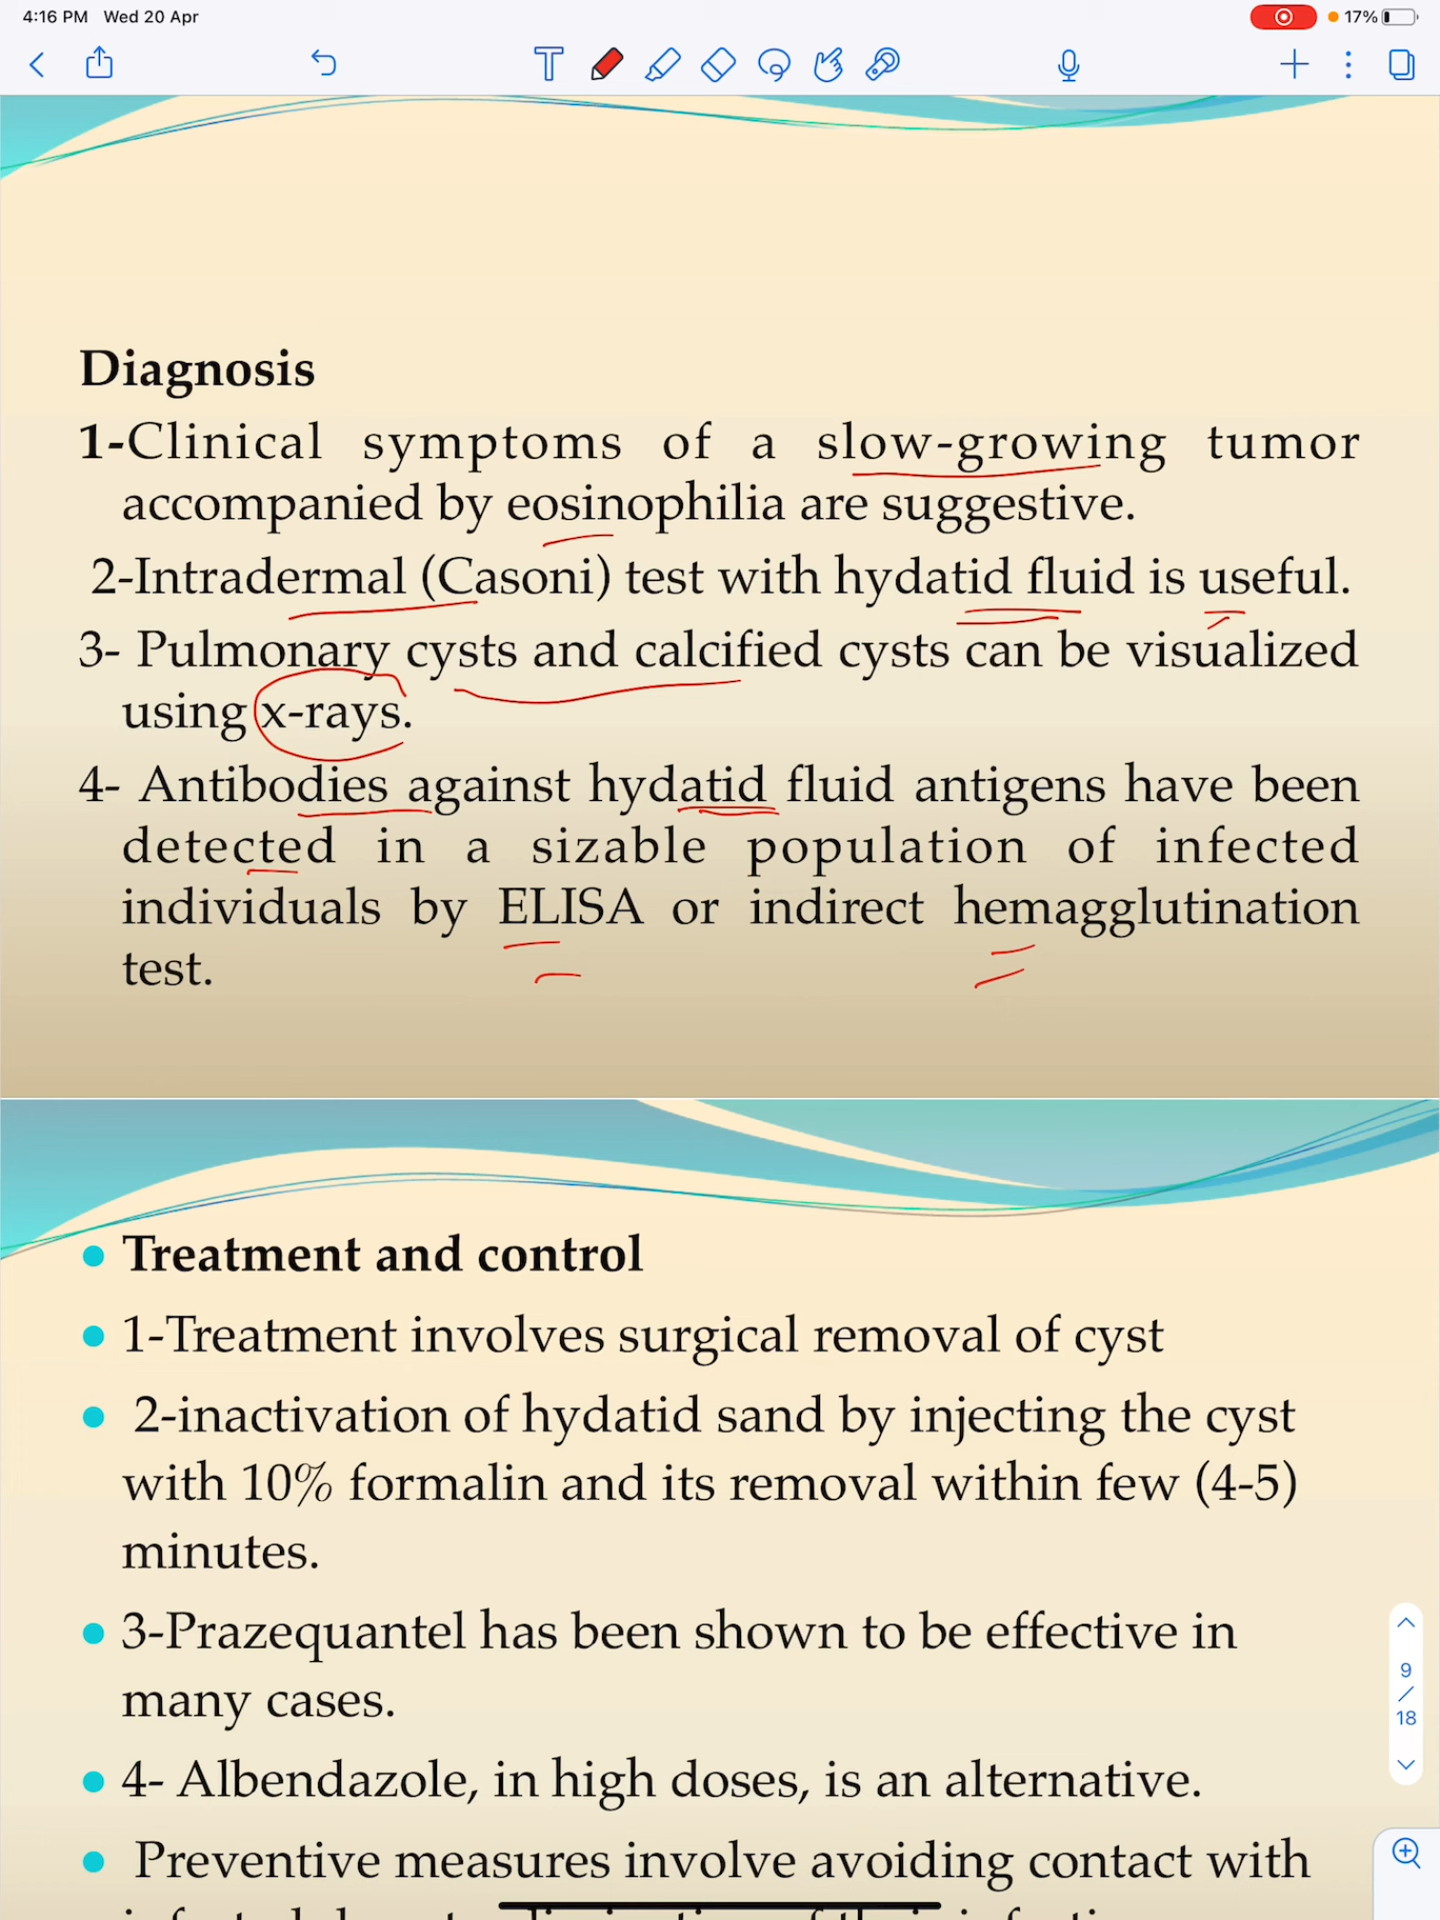 4:16 PM Wed 20 Apr
17%
Diagnosis
1-Clinical symptoms of a slow-growing tumor
accompanied by eosinophilia are suggestive.
2-Intradermal (Casoni) test with hydatid fluid is useful.
3- Pulmonary cysts and calcified cysts can be visualized
using x-rays.
4- Antibodies against hydatid fluid antigens have been
detected in a sizable population of infected
individuals by ELISA or indirect hemagglutination
test.
• Treatment and control
• 1-Treatment involves surgical removal of cyst
• 2-inactivation of hydatid sand by injecting the cyst
with 10% formalin and its removal within few (4-5)
minutes.
• 3-Prazequantel has been shown to be effective in
many cases.
• 4- Albendazole, in high doses, is an alternative.
• Preventive measures involve avoiding contact with
9
/
18